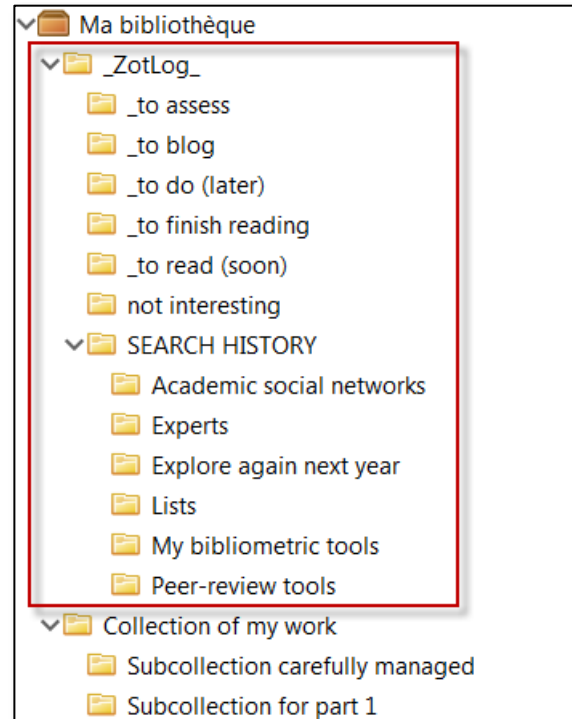 Ma bibliothèque
_ZotLog_
_to assess
_to blog
_to do (later)
_to finish reading
_to read (soon)
not interesting
SEARCH HISTORY
Academic social networks
Experts
Explore again next year
Lists
My bibliometric tools
Peer-review tools
Collection of my work
Subcollection carefully managed
Subcollection for part 1